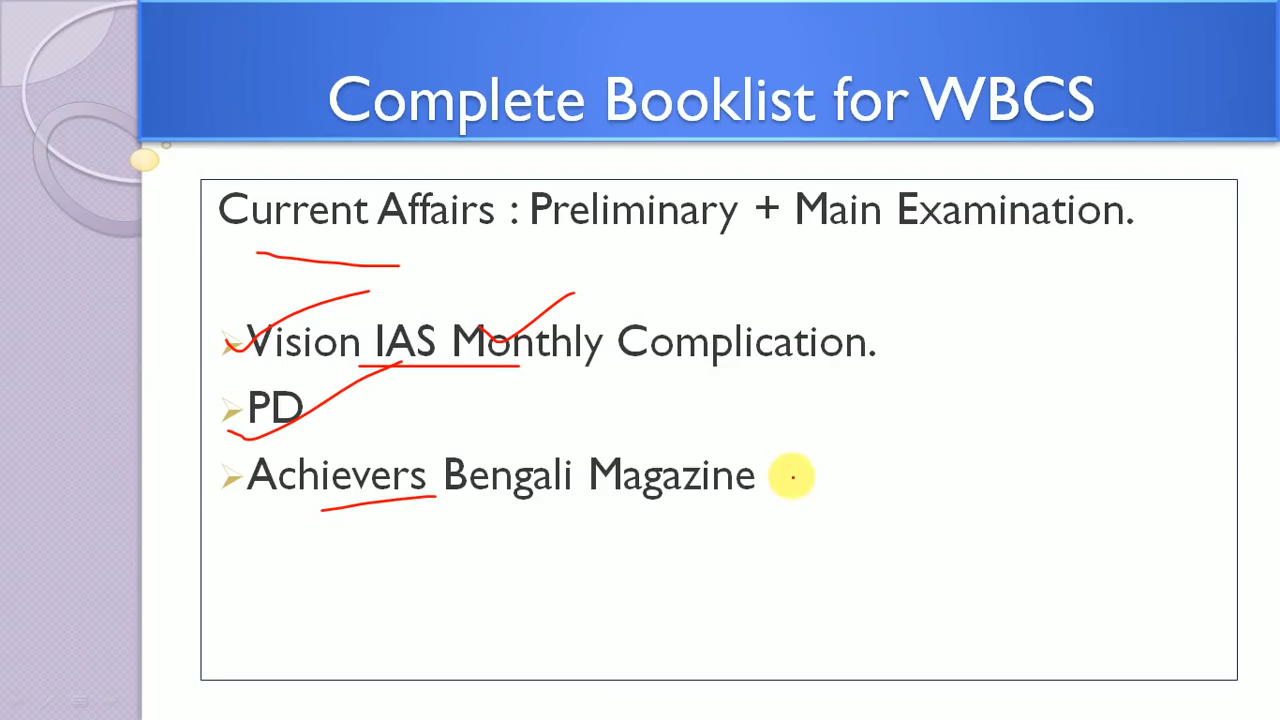 Complete Booklist for WBCS
Current Affairs : Preliminary + Main Examination.
Vision IAS Monthly Complication.
PD
Achievers Bengali Magazine